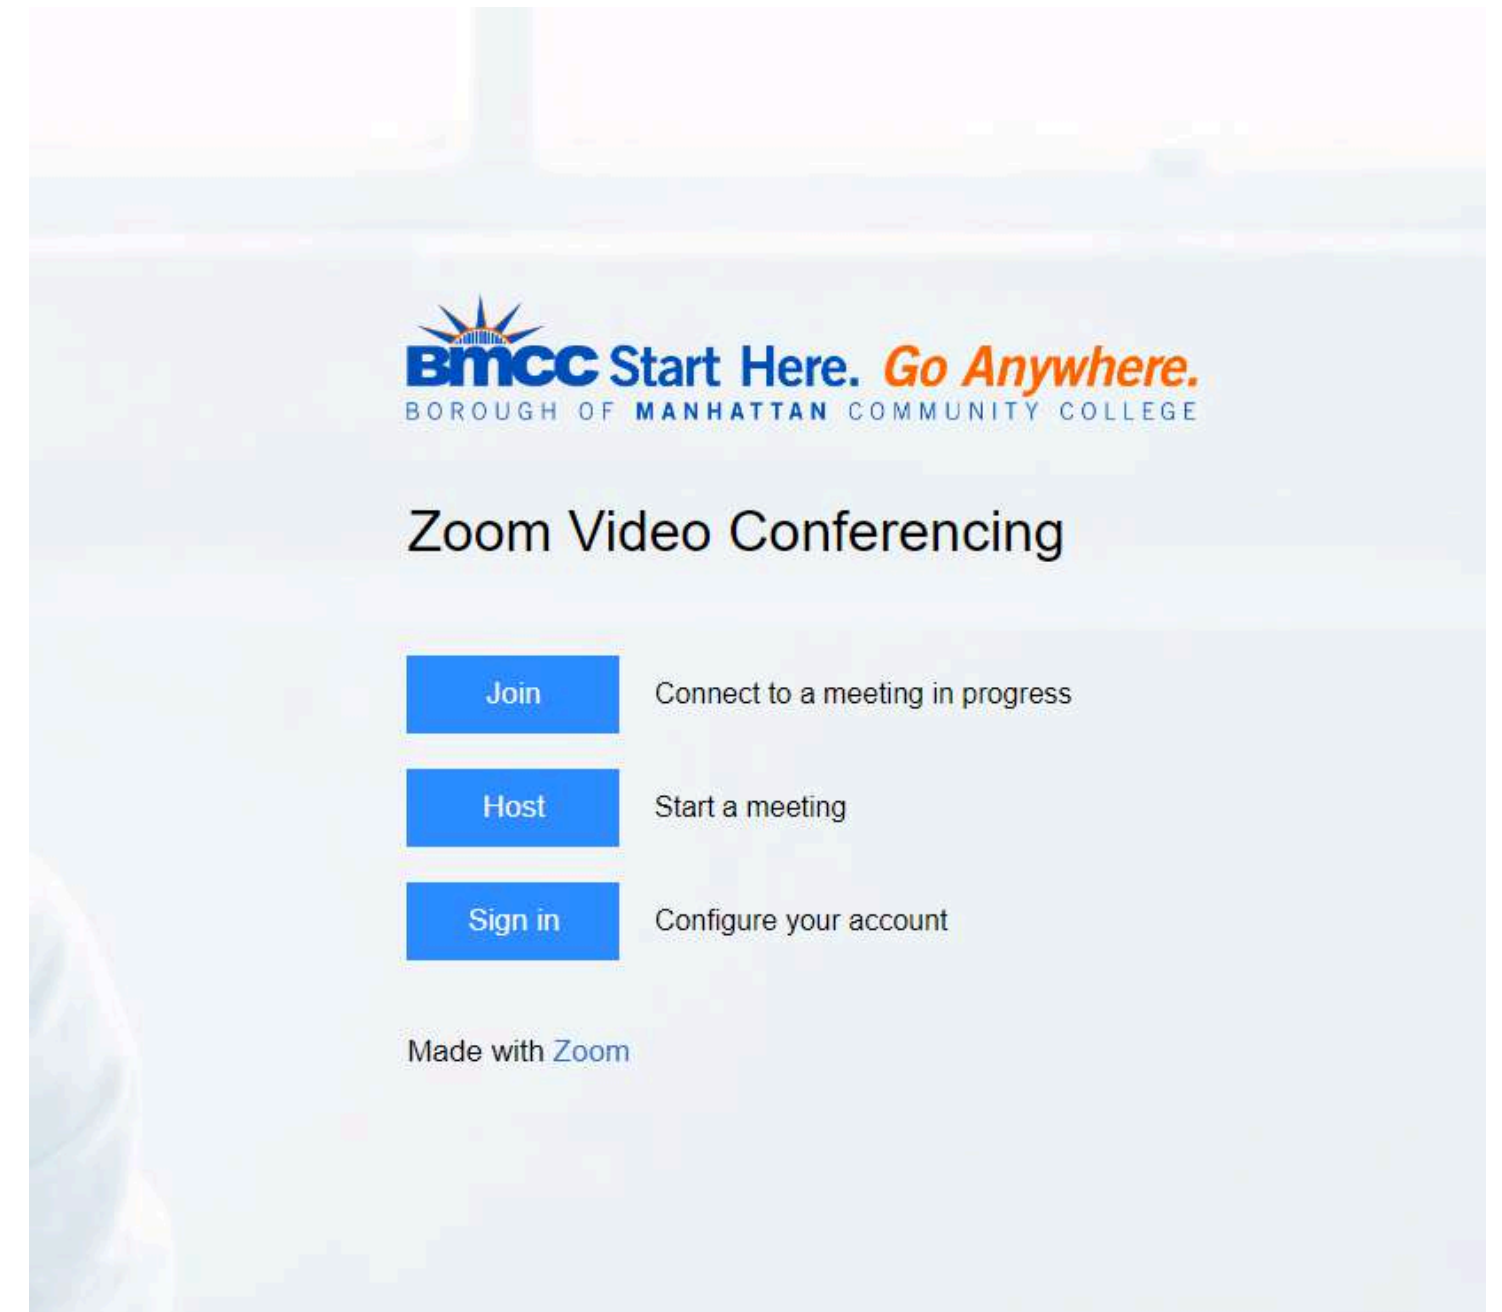 BMCC Start Here. Go Anywhere.
BOROUGH OF MANHATTAN COMMUNITY COLLEGE
Zoom Video Conferencing
Join Connect to a meeting in progress
Host Start a meeting
Sign in Configure your account
Made with Zoom